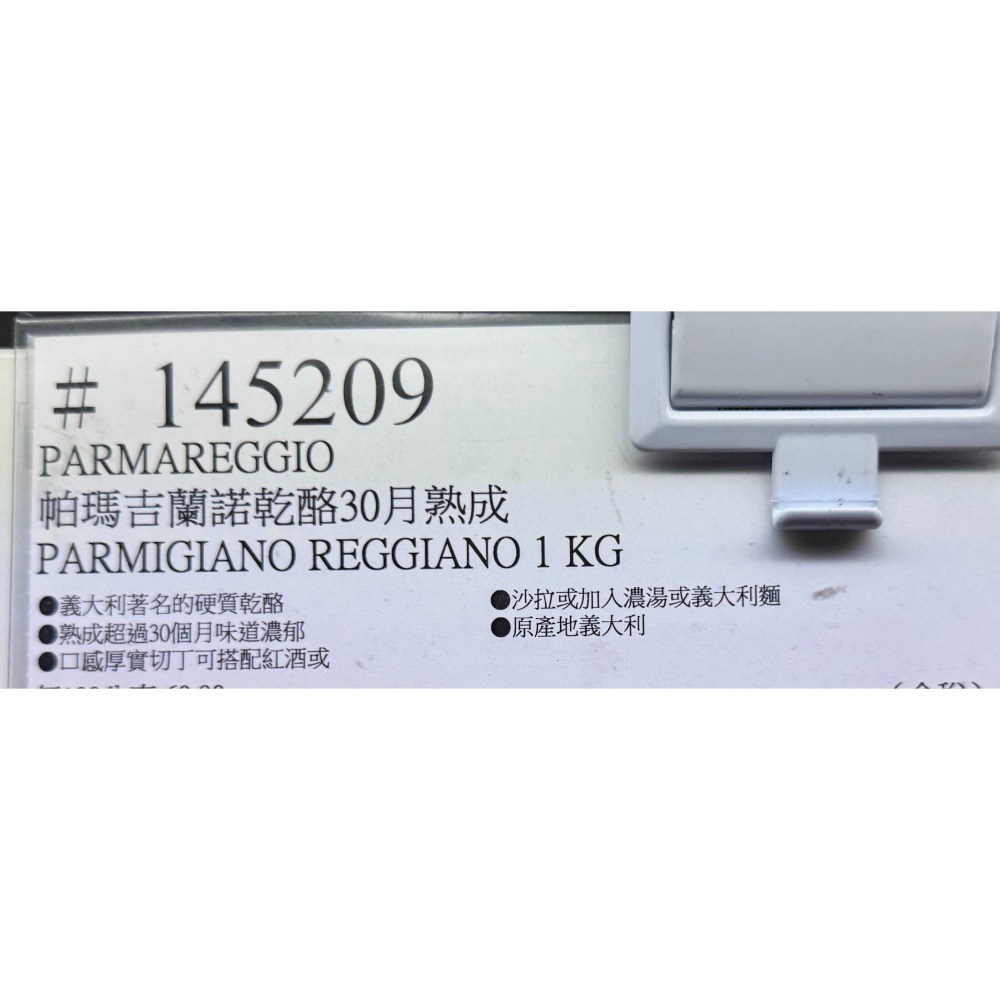 # 145209
PARMAREGGIO
帕瑪吉蘭諾乾酪30月熟成
PARMIGIANO REGGIANO 1 KG
●義大利著名的硬質乾酪
●熟成超過30個月味道濃郁
●口感厚實切丁可搭配紅酒或
●沙拉或加入濃湯或義大利麵
●原產地義大利